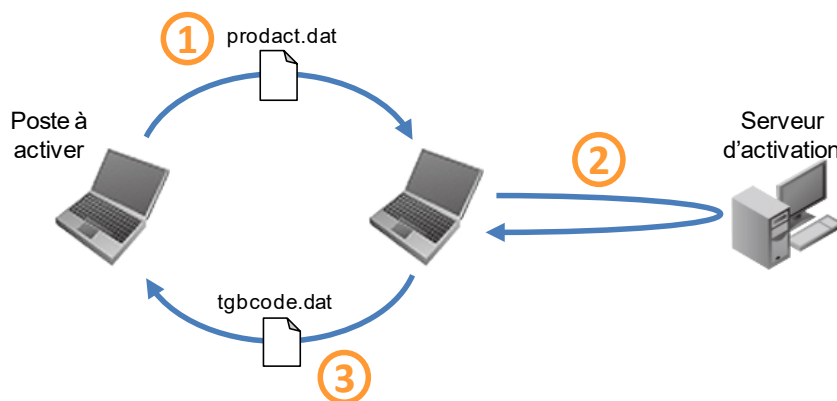 1
prodact.dat
Poste à
activer
2
Serveur
d'activation
tgbcode.dat
3